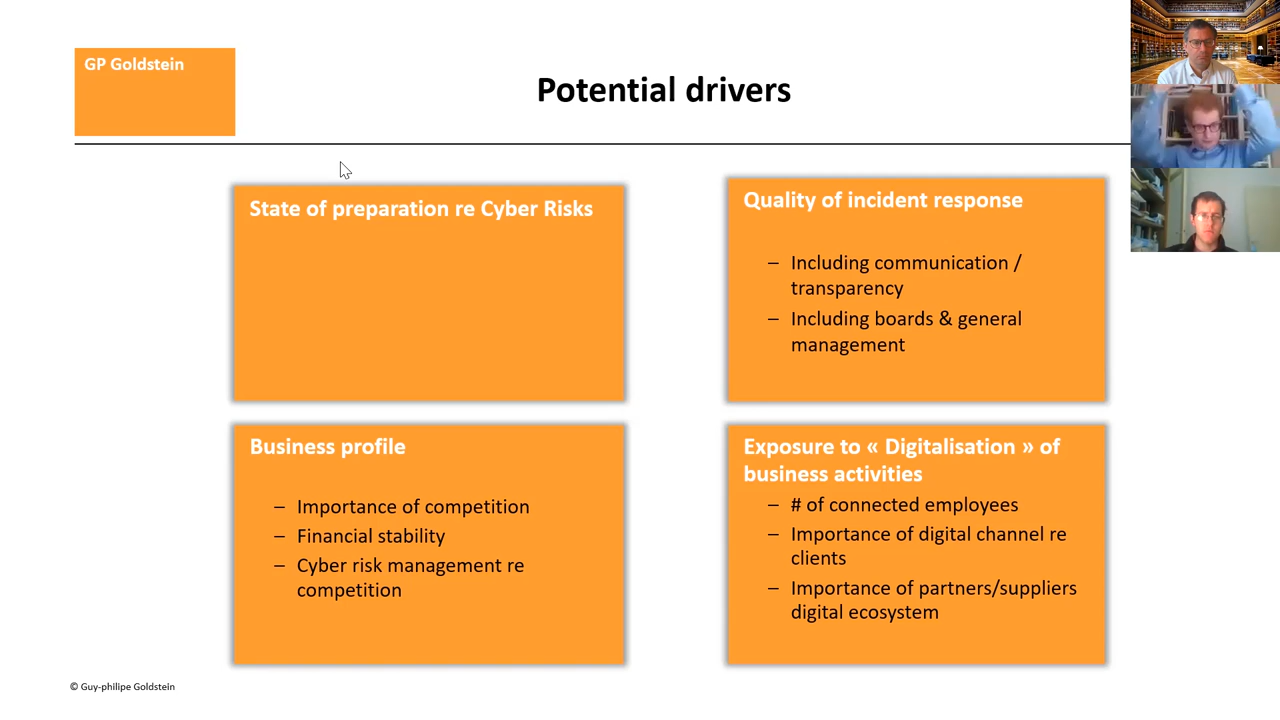 GP Goldstein
Potential drivers
State of preparation re Cyber Risks
Quality of incident response
– Including communication /
transparency
– Including boards & general
management
Business profile
– Importance of competition
– Financial stability
– Cyber risk management re
competition
Exposure to « Digitalisation » of
business activities
– # of connected employees
– Importance of digital channel re
clients
– Importance of partners/suppliers
digital ecosystem
© Guy-philipe Goldstein